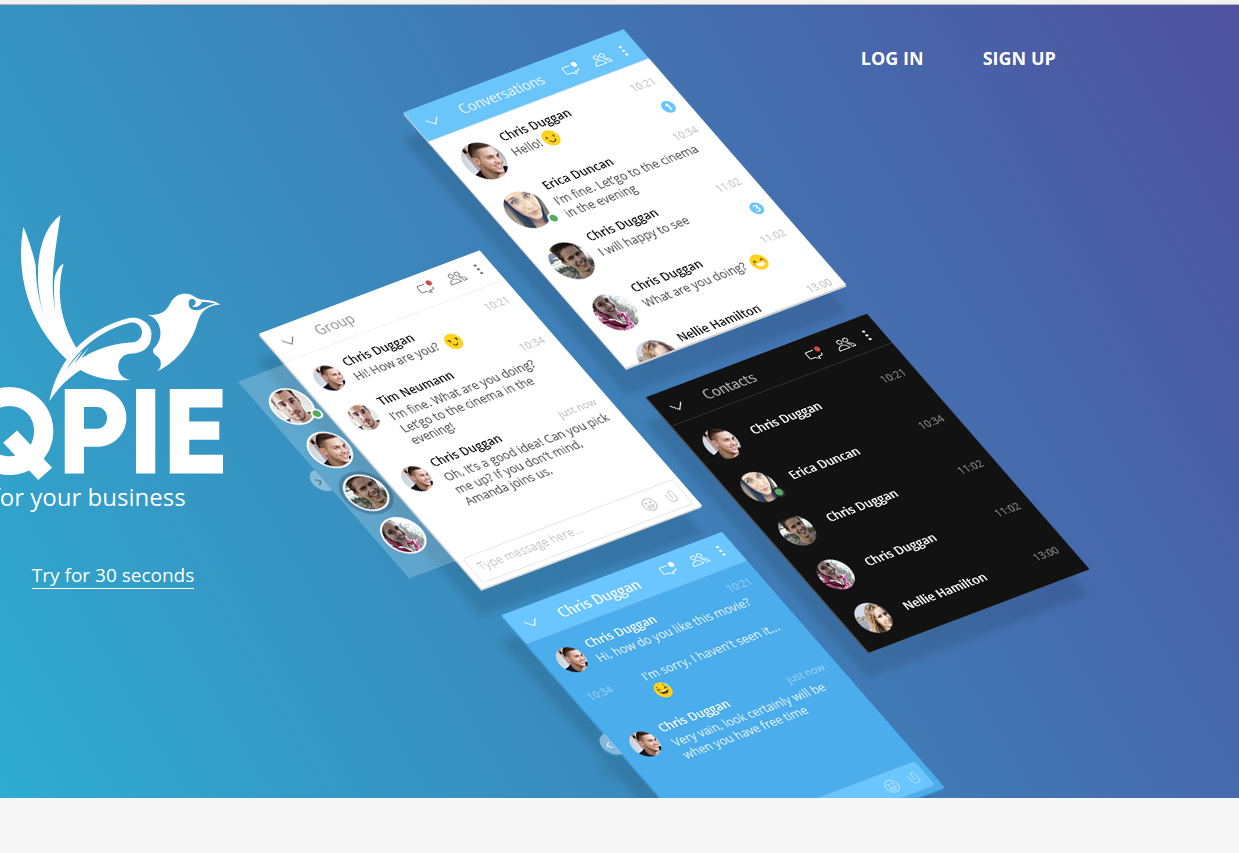 LOG IN
SIGN UP
Conversations
10:21
Chris Duggan
Hello!
1
10:34
Erica Duncan
I'm fine. Let'go to the cinema
in the evening
11:02
Chris Duggan
I will happy to see
3
11:02
Chris Duggan
What are you doing?
13:00
Nellie Hamilton
Group
10:21
Chris Duggan
Hi! How are you?
10:34
Tim Neumann
I'm fine. What are you doing?
Let'go to the cinema in the
evening!
just now
Chris Duggan
Oh, It's a good idea! Can you pick
me up? If you don't mind,
Amanda joins us.
Type message here...
QPIE
for your business
Try for 30 seconds
Contacts
10:21
Chris Duggan
10:34
Erica Duncan
11:02
Chris Duggan
11:02
Chris Duggan
13:00
Nellie Hamilton
Chris Duggan
10:21
Chris Duggan
Hi, how do you like this movie?
10:34
I'm sorry, I haven't seen it...
just now
Chris Duggan
Very vain, look certainly will be
when you have free time